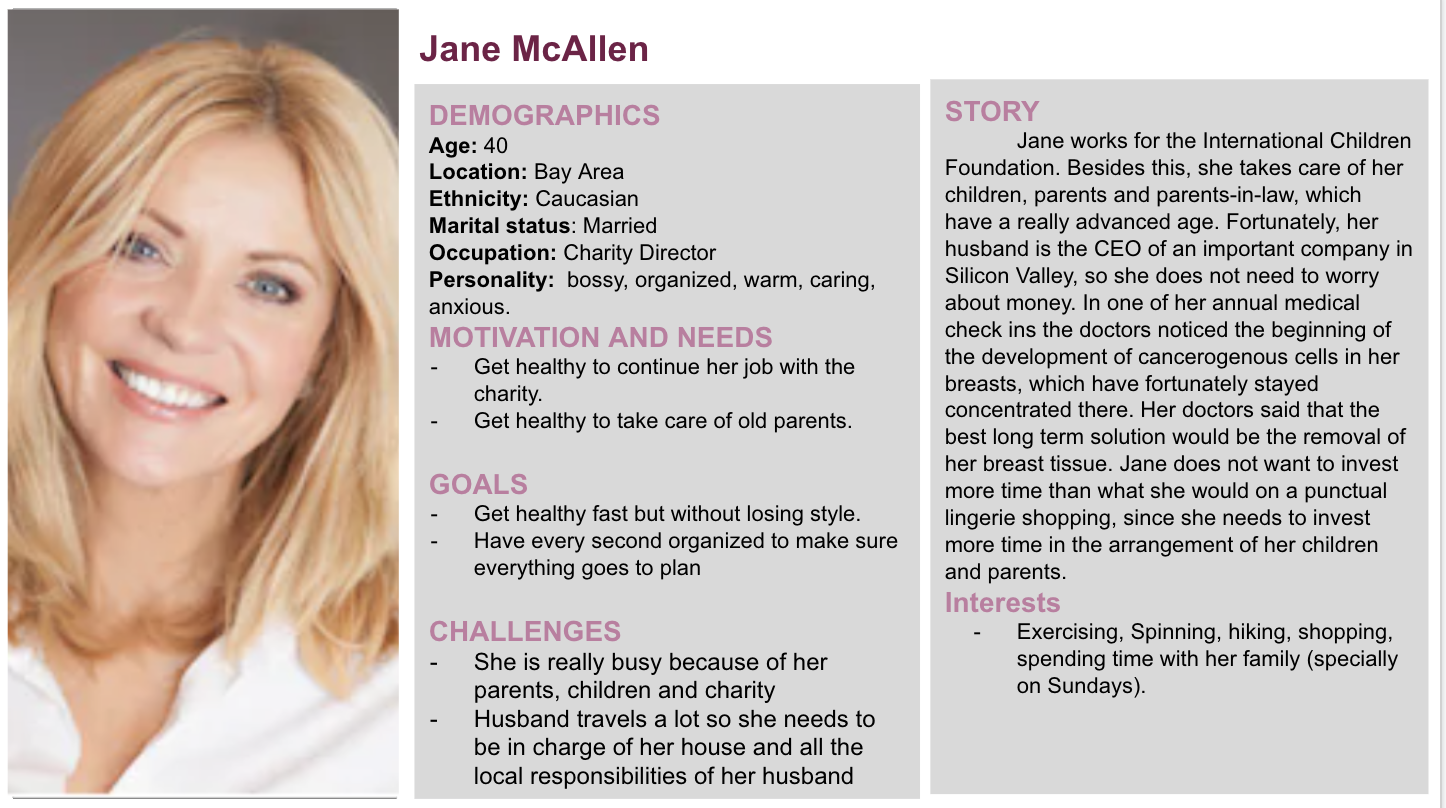 Jane McAllen
DEMOGRAPHICS
Age: 40
Location: Bay Area
Ethnicity: Caucasian
Marital status: Married
Occupation: Charity Director
Personality:  bossy, organized, warm, caring,
anxious.
MOTIVATION AND NEEDS
- Get healthy to continue her job with the
charity.
- Get healthy to take care of old parents.
GOALS
- Get healthy fast but without losing style.
- Have every second organized to make sure
everything goes to plan
CHALLENGES
- She is really busy because of her
parents, children and charity
- Husband travels a lot so she needs to
be in charge of her house and all the
local responsibilities of her husband
STORY
Jane works for the International Children
Foundation. Besides this, she takes care of her
children, parents and parents-in-law, which
have a really advanced age. Fortunately, her
husband is the CEO of an important company in
Silicon Valley, so she does not need to worry
about money. In one of her annual medical
check ins the doctors noticed the beginning of
the development of cancerogenous cells in her
breasts, which have fortunately stayed
concentrated there. Her doctors said that the
best long term solution would be the removal of
her breast tissue. Jane does not want to invest
more time than what she would on a punctual
lingerie shopping, since she needs to invest
more time in the arrangement of her children
and parents.
Interests
- Exercising, Spinning, hiking, shopping,
spending time with her family (specially
on Sundays).